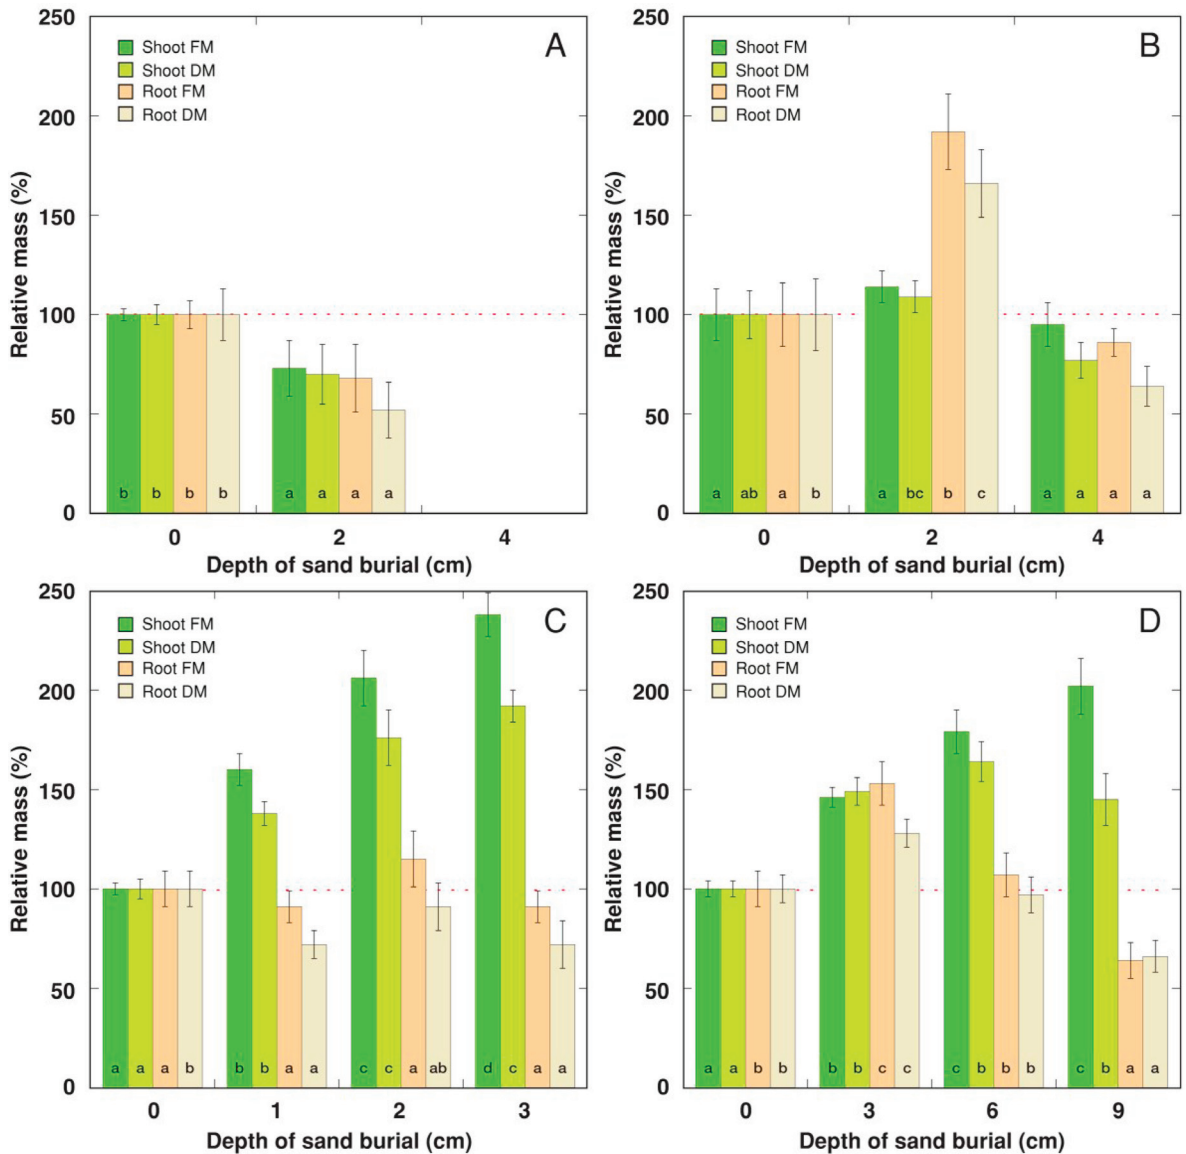 A
Shoot FM
Shoot DM
Root FM
Root DM
250
200
150
100
50
0
Relative mass (%)
b b b b
a a a a
0 2 4
Depth of sand burial (cm)
B
Shoot FM
Shoot DM
Root FM
Root DM
250
200
150
100
50
0
Relative mass (%)
a ab a b
a bc b c
a a a a
0 2 4
Depth of sand burial (cm)
C
Shoot FM
Shoot DM
Root FM
Root DM
250
200
150
100
50
0
Relative mass (%)
a a a b
b b a a
c c a ab
d c a a
0 1 2 3
Depth of sand burial (cm)
D
Shoot FM
Shoot DM
Root FM
Root DM
250
200
150
100
50
0
Relative mass (%)
a a b b
b b c c
c b b b
c b a a
0 3 6 9
Depth of sand burial (cm)